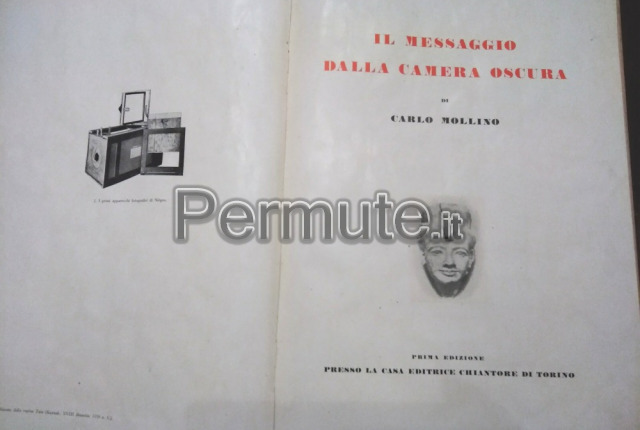 IL MESSAGGIO
DALLA CAMERA OSCURA
DI
CARLO MOLLINO
Permute.it
PRIMA EDIZIONE
PRESSO LA CASA EDITRICE CHIANTORE DI TORINO